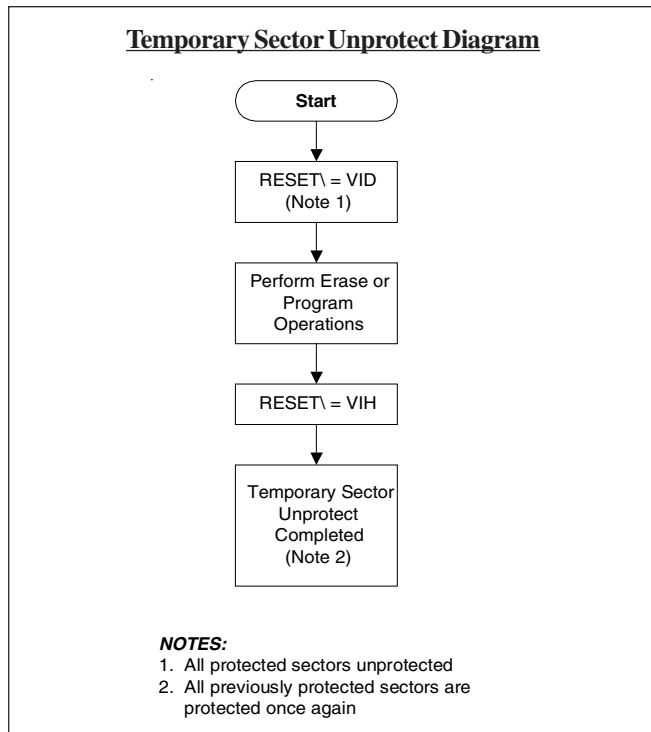 Temporary Sector Unprotect Diagram
Start
RESET\ = VID
(Note 1)
Perform Erase or
Program
Operations
RESET\ = VIH
Temporary Sector
Unprotect
Completed
(Note 2)
NOTES:
1. All protected sectors unprotected
2. All previously protected sectors are
protected once again